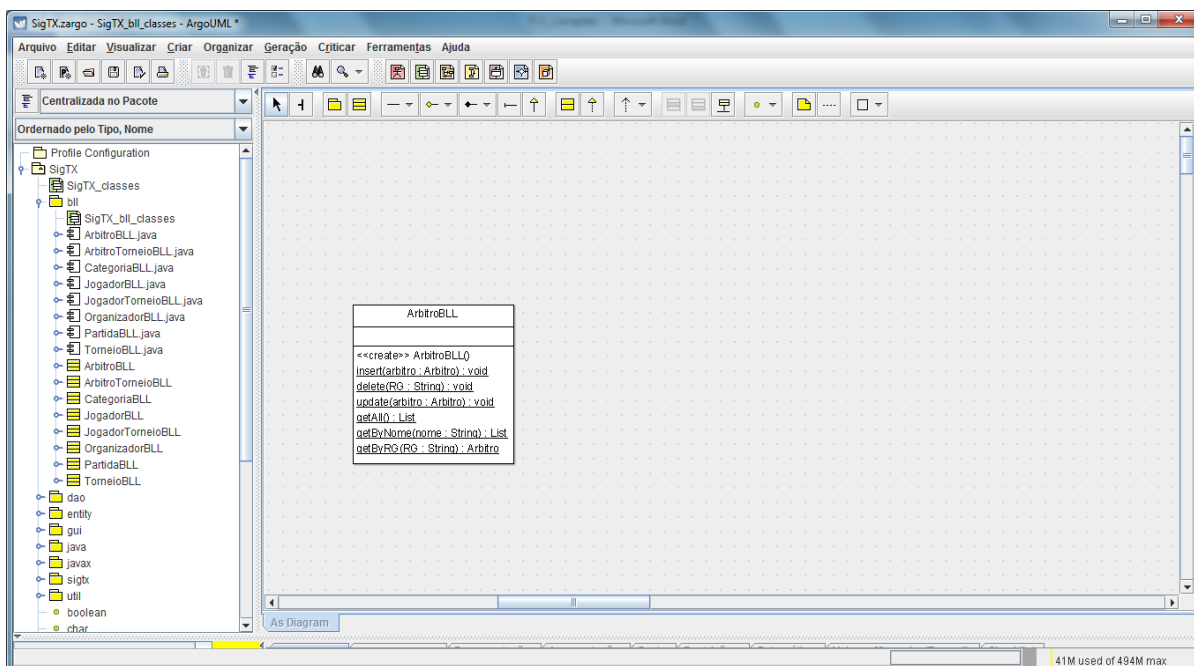 SigTX.zargo - SigTX_bll_classes - ArgoUML *
Arquivo Editar Visualizar Criar Organizar Geração Criticar Ferramentas Ajuda
Centralizada no Pacote
Ordernado pelo Tipo, Nome
Profile Configuration
SigTX
SigTX_classes
bll
SigTX_bll_classes
ArbitroBLL.java
ArbitroTorneioBLL.java
CategoriaBLL.java
JogadorBLL.java
JogadorTorneioBLL.java
OrganizadorBLL.java
PartidaBLL.java
TorneioBLL.java
ArbitroBLL
ArbitroTorneioBLL
CategoriaBLL
JogadorBLL
JogadorTorneioBLL
OrganizadorBLL
PartidaBLL
TorneioBLL
dao
entity
gui
java
javax
sigtx
util
boolean
char
ArbitroBLL
<<create>> ArbitroBLL()
insert(arbitro : Arbitro) : void
delete(RG : String) : void
update(arbitro : Arbitro) : void
getAll() : List
getByNome(nome : String) : List
getByRG(RG : String) : Arbitro
As Diagram
41M used of 494M max